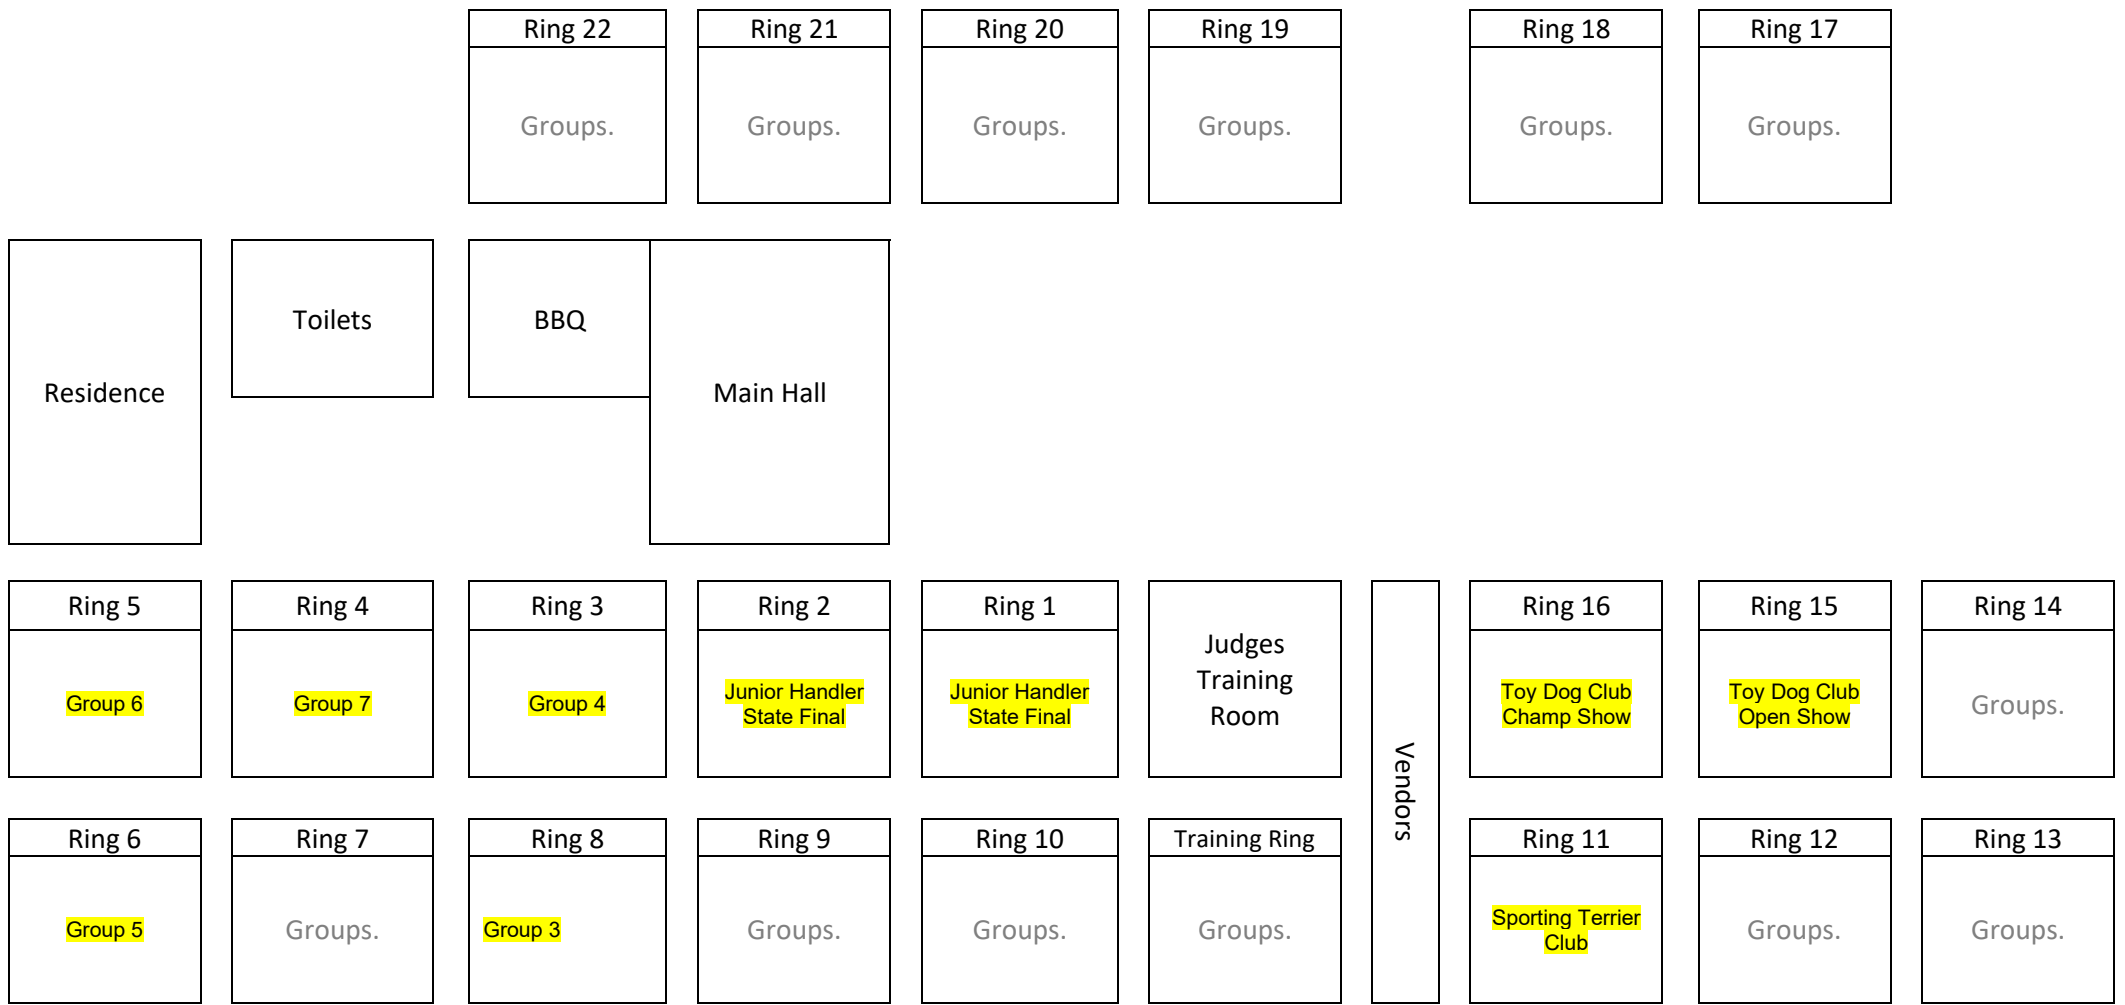 Ring 22
Ring 21
Ring 20
Ring 19
Ring 18
Ring 17
Groups.
Groups.
Groups.
Groups.
Groups.
Groups.
Residence
Toilets
BBQ
Main Hall
Ring 5
Ring 4
Ring 3
Ring 2
Ring 1
Judges
Training
Room
Vendors
Ring 16
Ring 15
Ring 14
Group 6
Group 7
Group 4
Junior Handler
State Final
Junior Handler
State Final
Toy Dog Club
Champ Show
Toy Dog Club
Open Show
Groups.
Ring 6
Ring 7
Ring 8
Ring 9
Ring 10
Training Ring
Ring 11
Ring 12
Ring 13
Group 5
Groups.
Group 3
Groups.
Groups.
Groups.
Sporting Terrier
Club
Groups.
Groups.